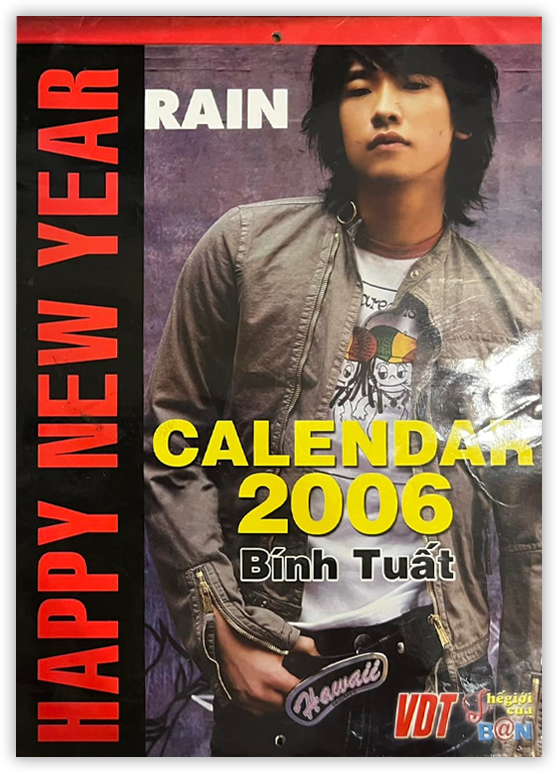 HAPPY NEW YEAR
RAIN
CALENDAR
2006
Bính Tuất
Hawaii
VDT
Thế giới
của
B@N